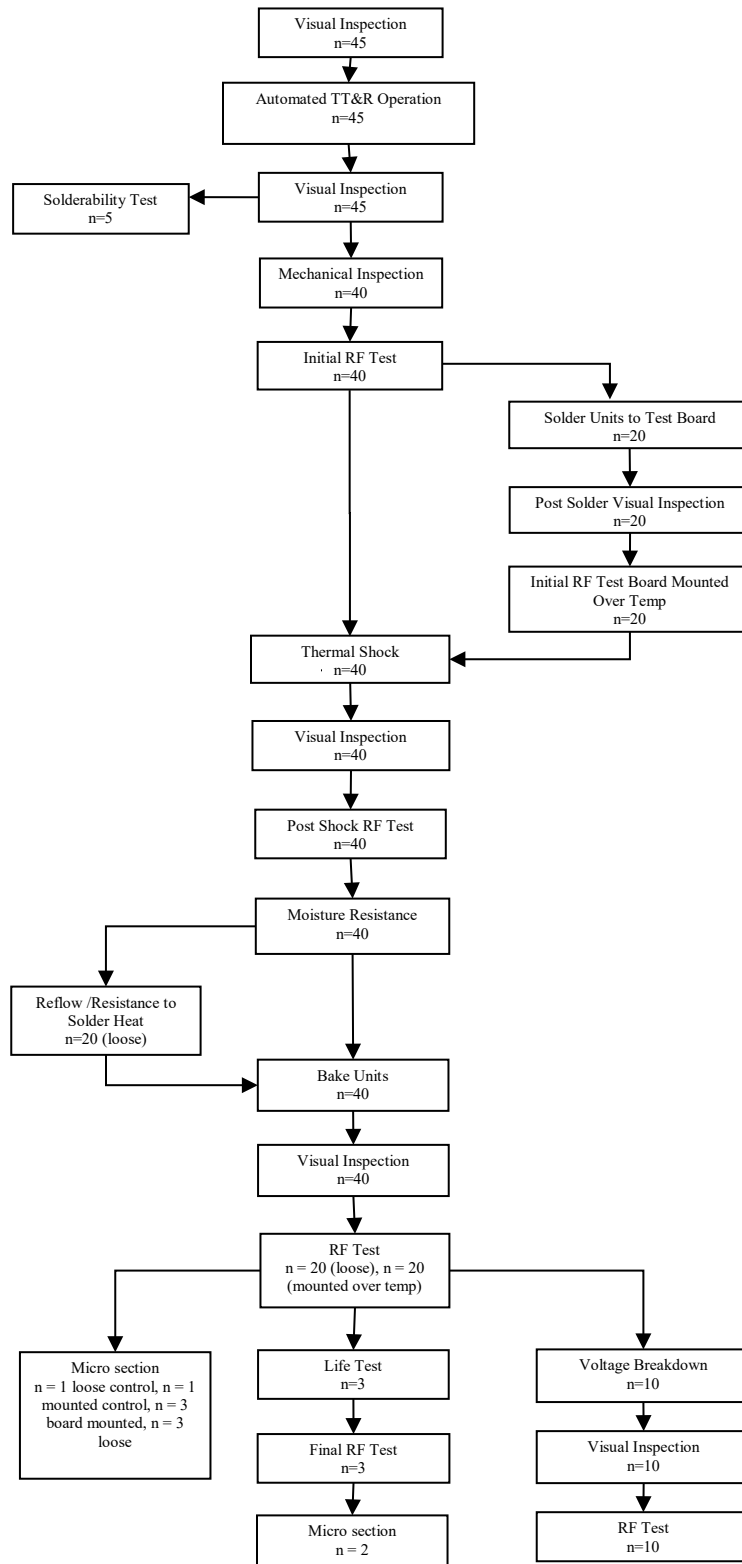 Visual Inspection
n=45
Automated TT&R Operation
n=45
Visual Inspection
n=45
Solderability Test
n=5
Mechanical Inspection
n=40
Initial RF Test
n=40
Solder Units to Test Board
n=20
Post Solder Visual Inspection
n=20
Initial RF Test Board Mounted
Over Temp
n=20
Thermal Shock
n=40
Visual Inspection
n=40
Post Shock RF Test
n=40
Moisture Resistance
n=40
Reflow /Resistance to
Solder Heat
n=20 (loose)
Bake Units
n=40
Visual Inspection
n=40
RF Test
n = 20 (loose), n = 20
(mounted over temp)
Micro section
n = 1 loose control, n = 1
mounted control, n = 3
board mounted, n = 3
loose
Life Test
n=3
Final RF Test
n=3
Micro section
n = 2
Voltage Breakdown
n=10
Visual Inspection
n=10
RF Test
n=10